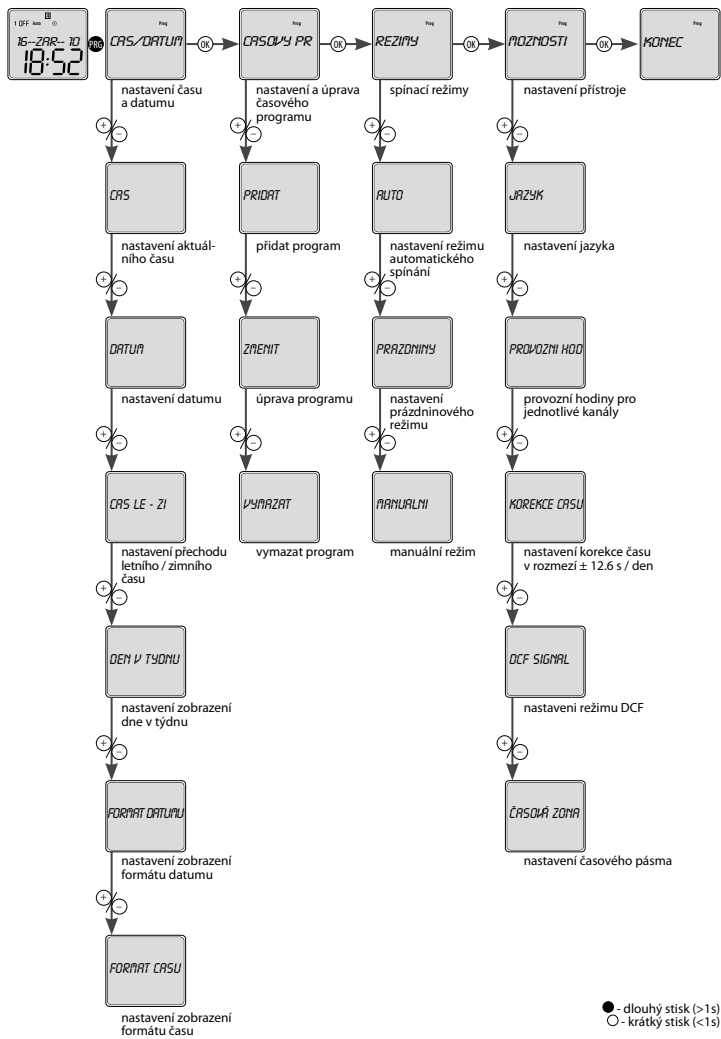 1 OFF Auto
16--ZAR-- 10
18:52
PRG
Prog
CAS/DATUM
OK
Prog
CASOVY PR
OK
Prog
REZIMY
OK
Prog
MOZNOSTI
OK
Prog
KONEC
nastavení času
a datumu
nastavení a úprava
časového
programu
spínací režimy
nastavení přístroje
+ −
+ −
+ −
+ −
CAS
PRIDAT
AUTO
JAZYK
nastavení aktuál-
ního času
přidat program
nastavení režimu
automatického
spínání
nastavení jazyka
+ −
+ −
+ −
+ −
DATUM
ZMENIT
PRAZDNINY
PROVOZNI HOD
nastavení datumu
úprava programu
nastavení
prázdninového
režimu
provozní hodiny pro
jednotlivé kanály
+ −
+ −
+ −
+ −
CAS LE - ZI
VYMAZAT
MANUALNI
KOREKCE CASU
nastavení přechodu
letního / zimního
času
vymazat program
manuální režim
nastavení korekce času
v rozmezí ± 12.6 s / den
+ −
+ −
DEN V TYDNU
DCF SIGNAL
nastavení zobrazení
dne v týdnu
nastaveni režimu DCF
+ −
+ −
FORMAT DATUMU
ČASOVÁ ZONA
nastavení zobrazení
formátu datumu
nastavení časového pásma
+ −
FORMAT CASU
nastavení zobrazení
formátu času
- dlouhý stisk (>1s)
- krátký stisk (<1s)